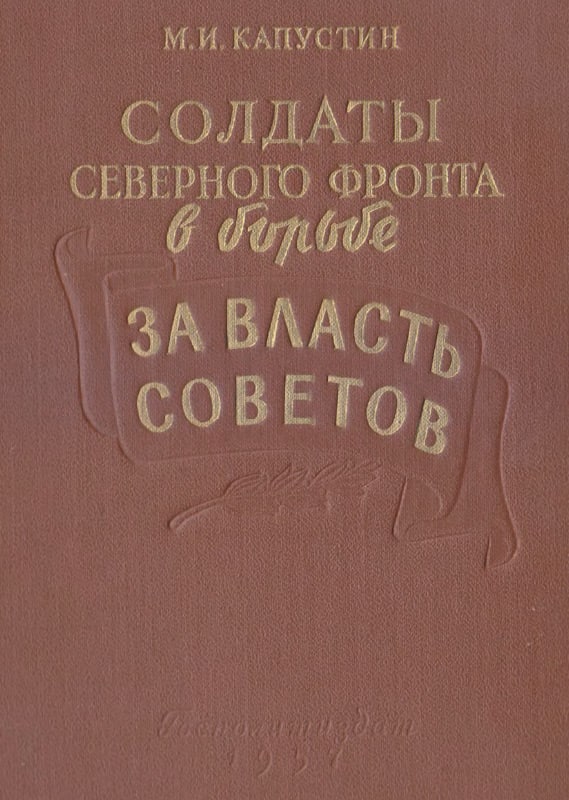 М.И. КАПУСТИН
СОЛДАТЫ
СЕВЕРНОГО ФРОНТА
в борьбе
ЗА ВЛАСТЬ
СОВЕТОВ
Госполитиздат
1957